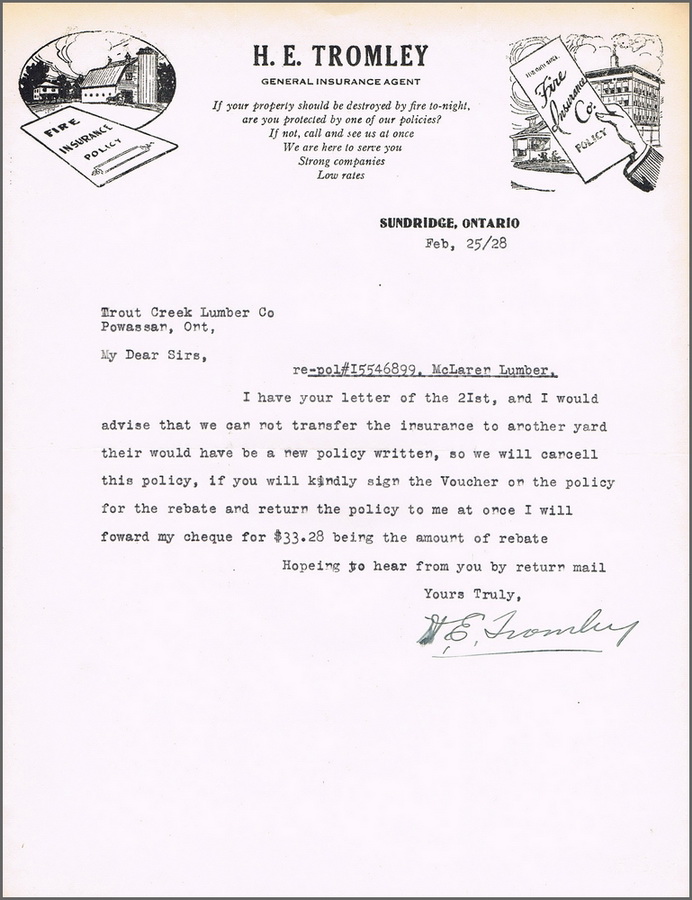 H. E. TROMLEY
GENERAL INSURANCE AGENT
If your property should be destroyed by fire to-night,
are you protected by one of our policies?
If not, call and see us at once
We are here to serve you
Strong companies
Low rates
FIRE
INSURANCE
POLICY
Fire
Insurance
Co.
POLICY
SUNDRIDGE, ONTARIO
Feb, 25/28
Trout Creek Lumber Co
Powassan, Ont,
My Dear Sirs,
re-pol#I5546899. McLaren Lumber.
I have your letter of the 2Ist, and I would
advise that we can not transfer the insurance to another yard
their would have be a new policy written, so we will cancell
this policy, if you will kindly sign the Voucher on the policy
for the rebate and return the policy to me at once I will
foward my cheque for $33.28 being the amount of rebate
Hopeing to hear from you by return mail
Yours Truly,
H.E. Tromley